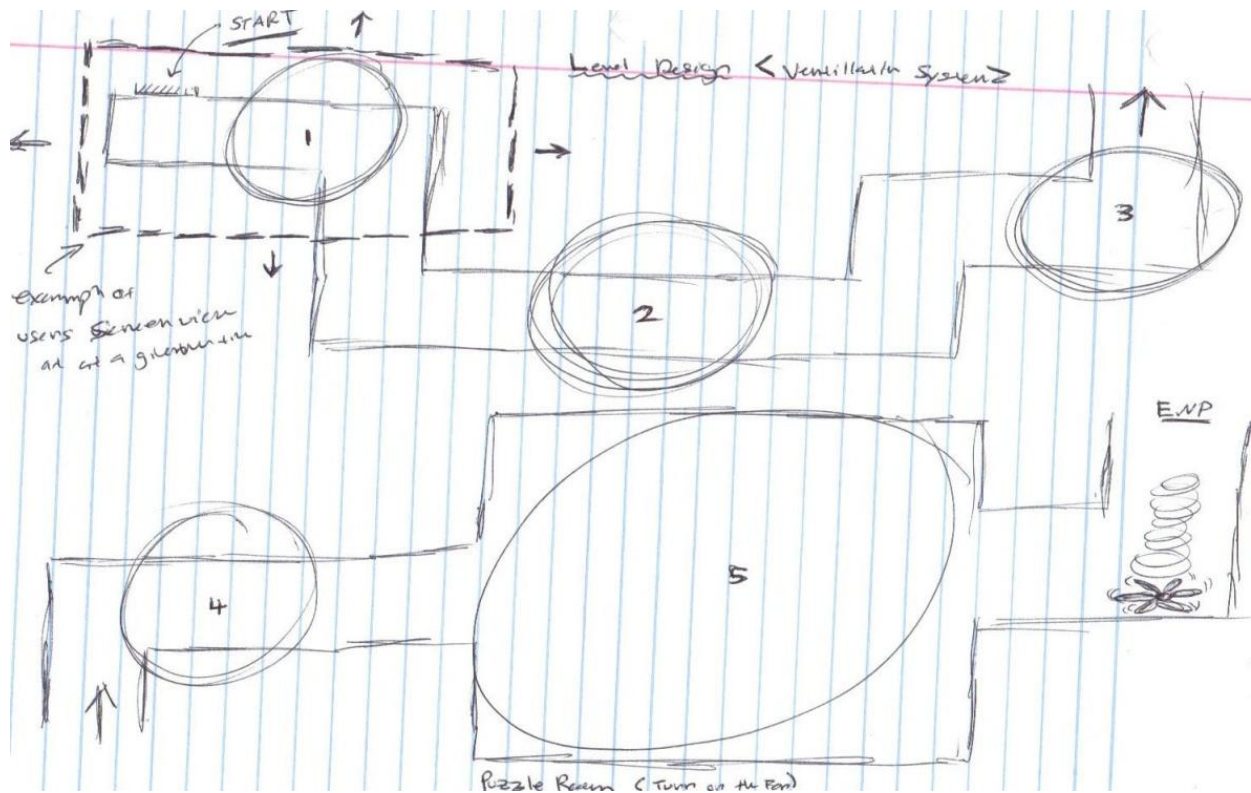 START
Level Design < Ventillation System >
1
2
3
example of
users Screen view
at a given time
END
4
5
Puzzle Room (Turn on the Fan)